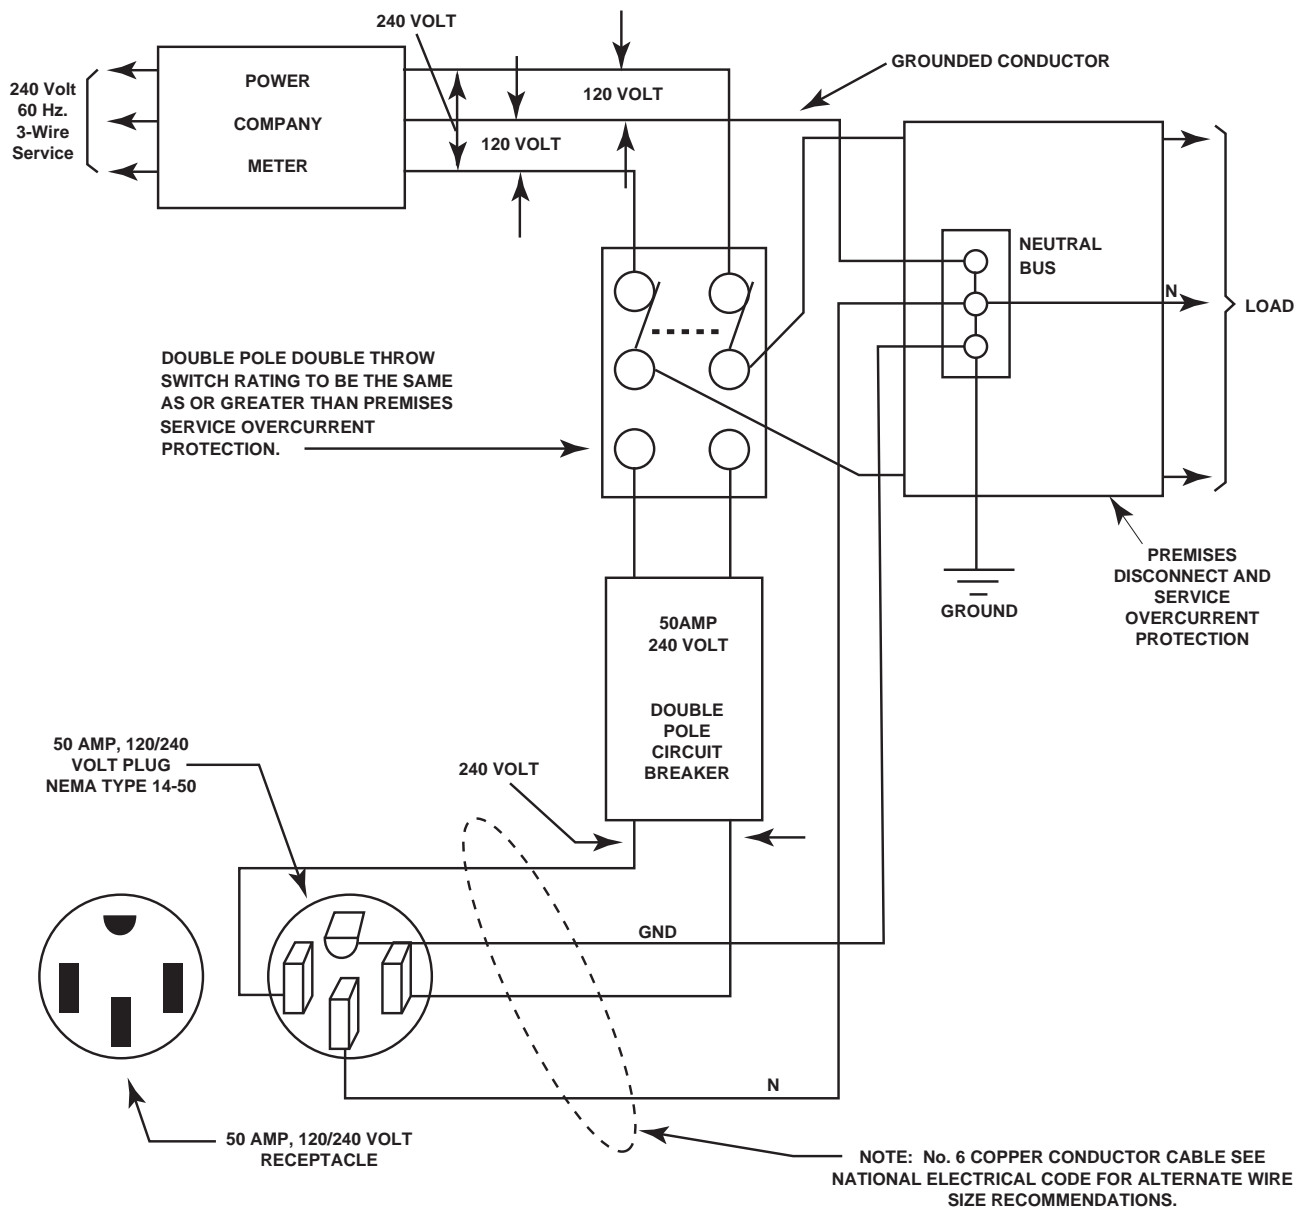 240 VOLT
GROUNDED CONDUCTOR
240 Volt
60 Hz.
3-Wire
Service
POWER
COMPANY
METER
120 VOLT
120 VOLT
NEUTRAL
BUS
N
LOAD
DOUBLE POLE DOUBLE THROW
SWITCH RATING TO BE THE SAME
AS OR GREATER THAN PREMISES
SERVICE OVERCURRENT
PROTECTION.
GROUND
PREMISES
DISCONNECT AND
SERVICE
OVERCURRENT
PROTECTION
50AMP
240 VOLT
DOUBLE
POLE
CIRCUIT
BREAKER
50 AMP, 120/240
VOLT PLUG
NEMA TYPE 14-50
240 VOLT
GND
N
50 AMP, 120/240 VOLT
RECEPTACLE
NOTE: No. 6 COPPER CONDUCTOR CABLE SEE
NATIONAL ELECTRICAL CODE FOR ALTERNATE WIRE
SIZE RECOMMENDATIONS.